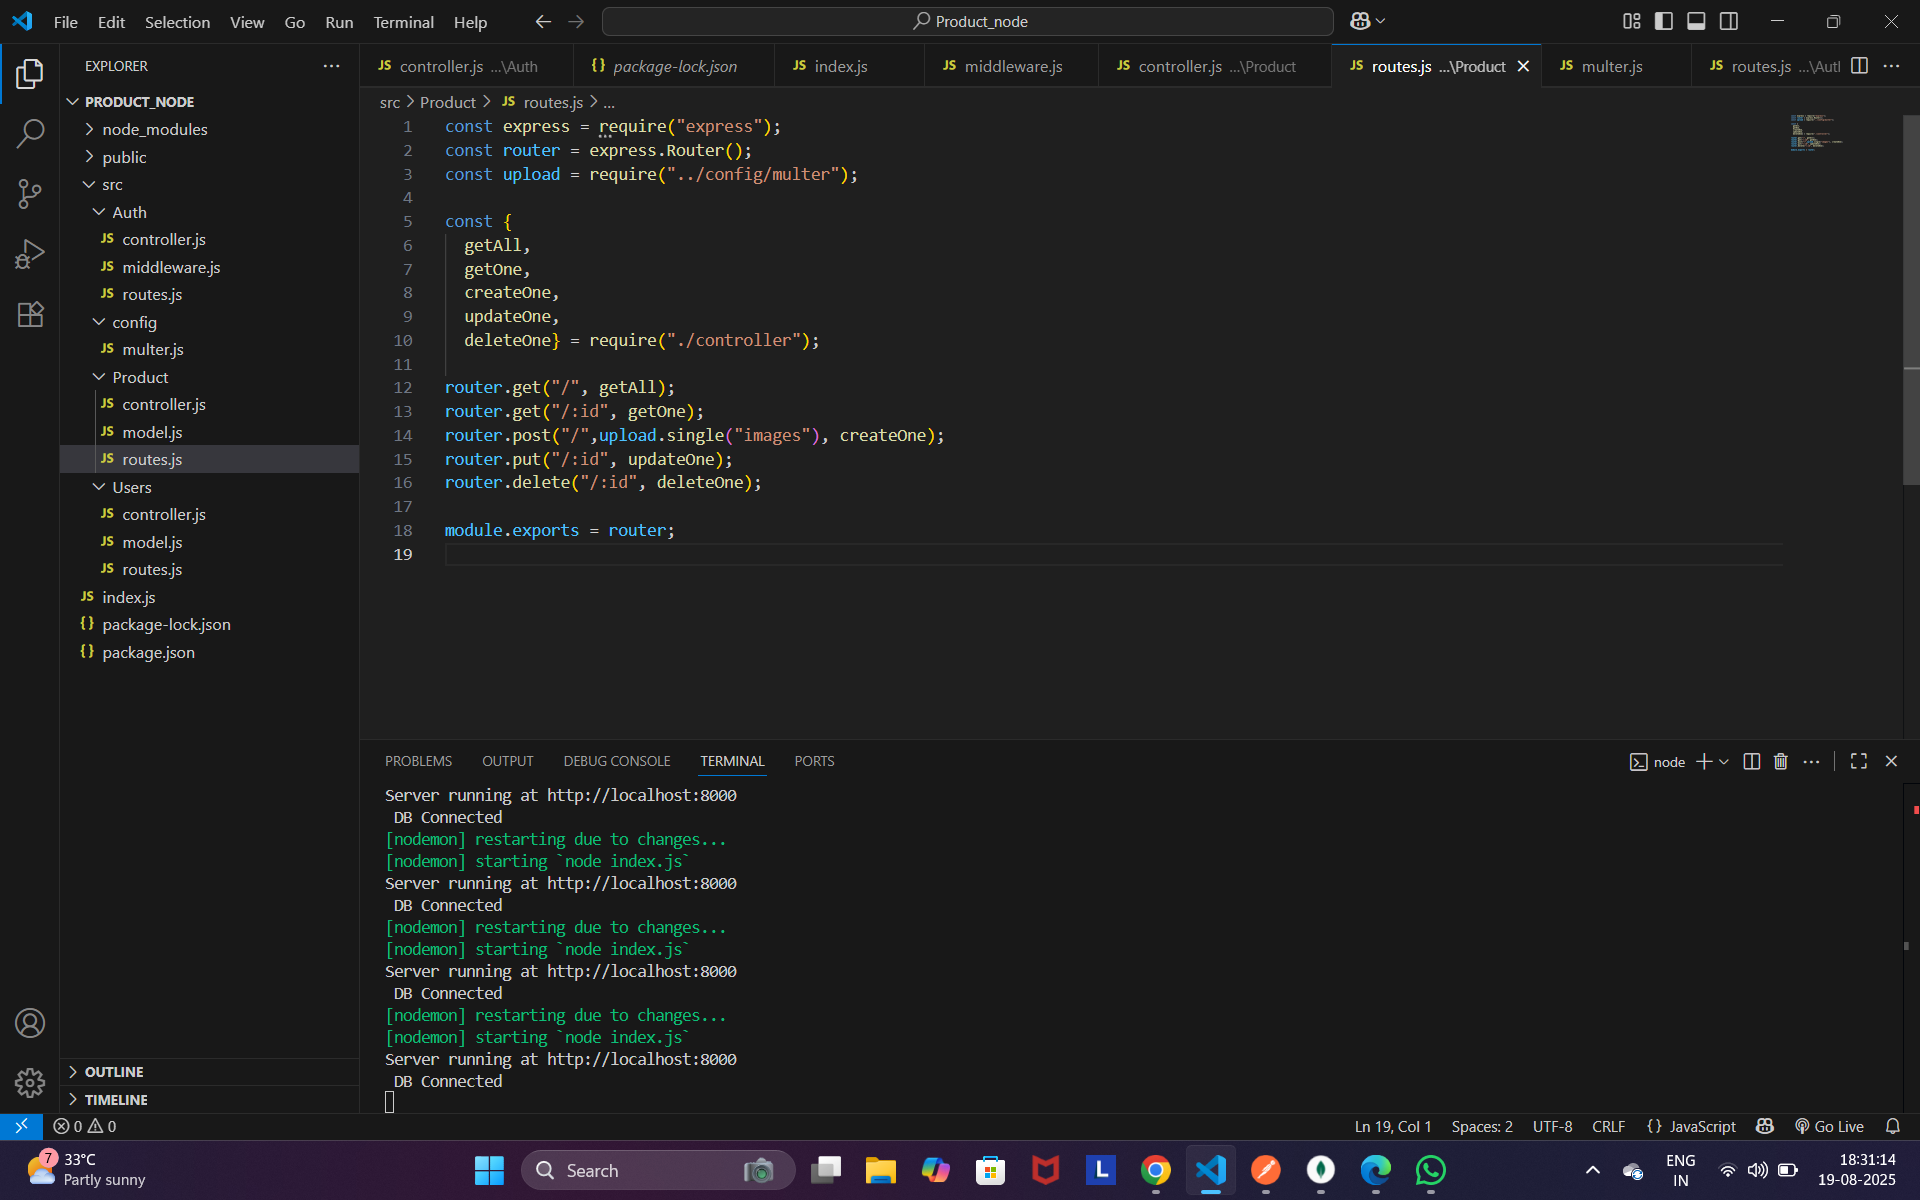 File Edit Selection View Go Run Terminal Help
Product_node
EXPLORER
PRODUCT_NODE
node_modules
public
src
Auth
JS controller.js
JS middleware.js
JS routes.js
config
JS multer.js
Product
JS controller.js
JS model.js
JS routes.js
Users
JS controller.js
JS model.js
JS routes.js
JS index.js
{} package-lock.json
{} package.json
OUTLINE
TIMELINE
JS controller.js ...\Auth
{} package-lock.json
JS index.js
JS middleware.js
JS controller.js ...\Product
JS routes.js ...\Product
JS multer.js
JS routes.js ...\Aut
src > Product > JS routes.js > ...
1 const express = require("express");
2 const router = express.Router();
3 const upload = require("../config/multer");
4
5 const {
6 getAll,
7 getOne,
8 createOne,
9 updateOne,
10 deleteOne} = require("./controller");
11
12 router.get("/", getAll);
13 router.get("/:id", getOne);
14 router.post("/",upload.single("images"), createOne);
15 router.put("/:id", updateOne);
16 router.delete("/:id", deleteOne);
17
18 module.exports = router;
19
PROBLEMS OUTPUT DEBUG CONSOLE TERMINAL PORTS
node
Server running at http://localhost:8000
DB Connected
[nodemon] restarting due to changes...
[nodemon] starting `node index.js`
Server running at http://localhost:8000
DB Connected
[nodemon] restarting due to changes...
[nodemon] starting `node index.js`
Server running at http://localhost:8000
DB Connected
[nodemon] restarting due to changes...
[nodemon] starting `node index.js`
Server running at http://localhost:8000
DB Connected
0 0
Ln 19, Col 1 Spaces: 2 UTF-8 CRLF {} JavaScript Go Live
7
33°C
Partly sunny
Search
L
ENG
IN
18:31:14
19-08-2025